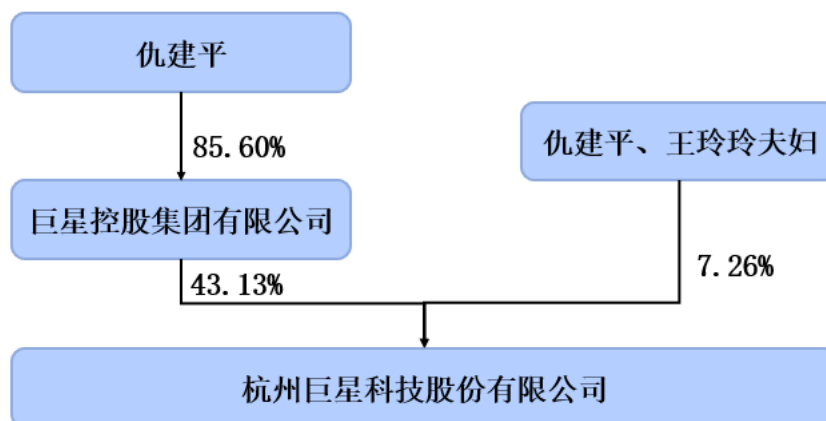 仇建平
85.60%
仇建平、王玲玲夫妇
巨星控股集团有限公司
7.26%
43.13%
杭州巨星科技股份有限公司